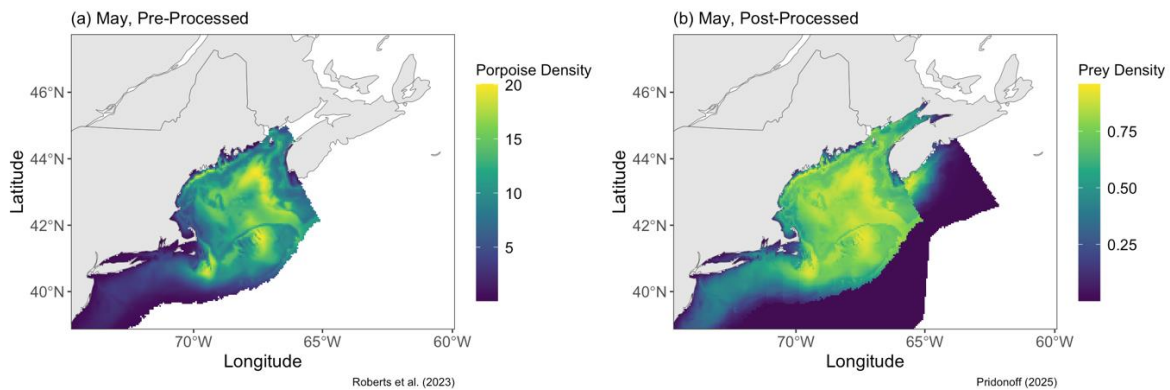 (a) May, Pre-Processed
46°N
44°N
42°N
40°N
Latitude
70°W
65°W
60°W
Longitude
Porpoise Density
20
15
10
5
Roberts et al. (2023)
(b) May, Post-Processed
46°N
44°N
42°N
40°N
Latitude
70°W
65°W
60°W
Longitude
Prey Density
0.75
0.50
0.25
Pridonoff (2025)